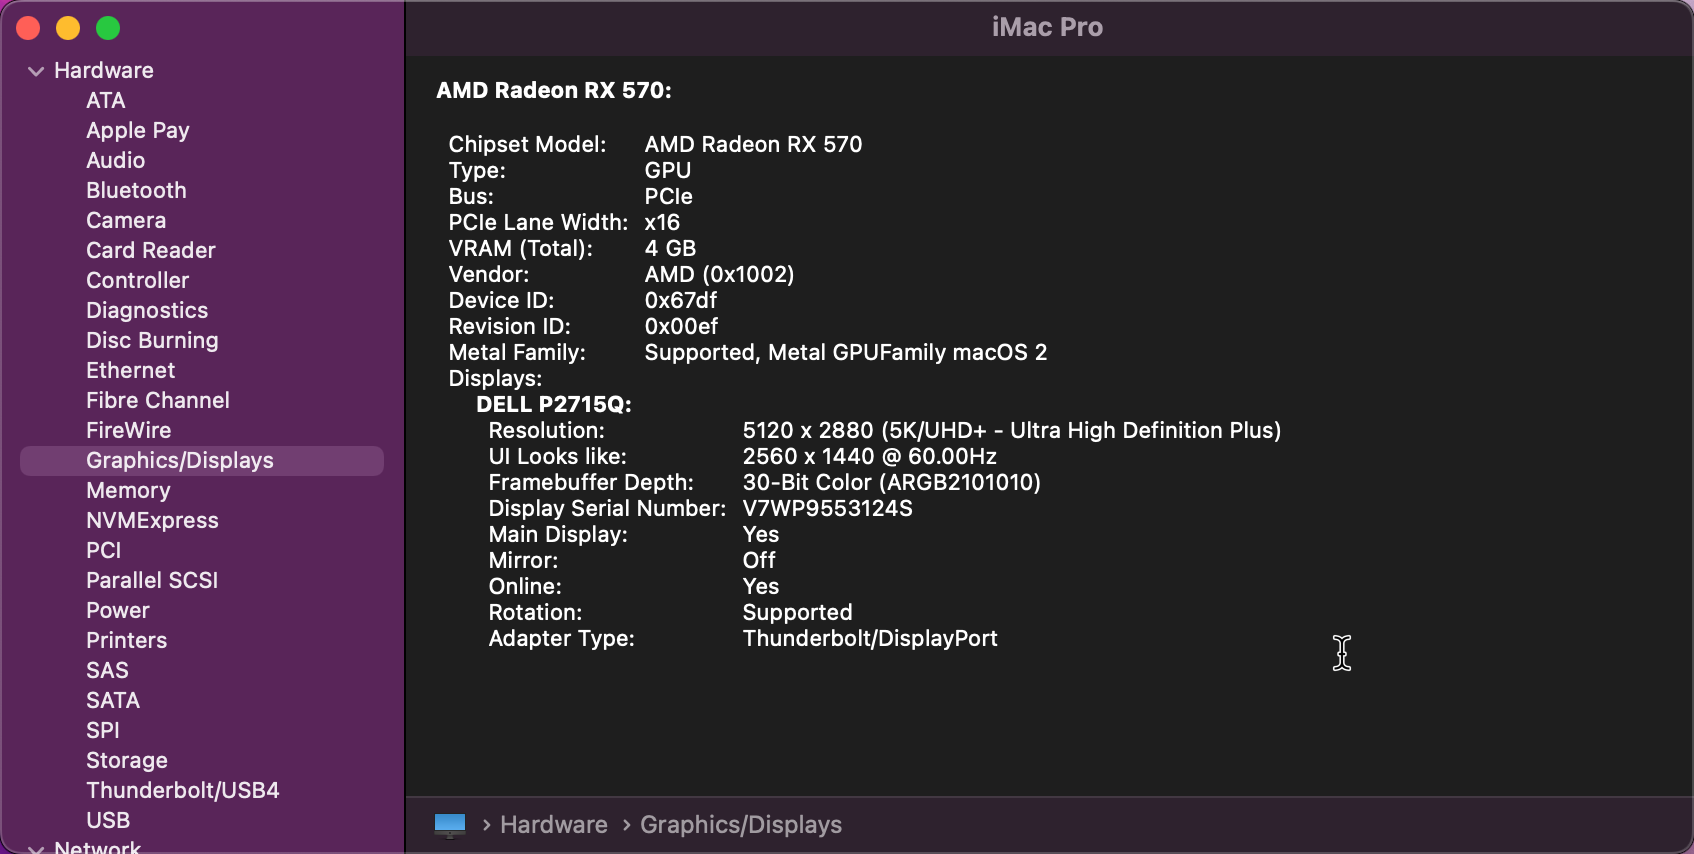 iMac Pro
Hardware
ATA
Apple Pay
Audio
Bluetooth
Camera
Card Reader
Controller
Diagnostics
Disc Burning
Ethernet
Fibre Channel
FireWire
Graphics/Displays
Memory
NVMExpress
PCI
Parallel SCSI
Power
Printers
SAS
SATA
SPI
Storage
Thunderbolt/USB4
USB
Network
AMD Radeon RX 570:
Chipset Model: AMD Radeon RX 570
Type: GPU
Bus: PCIe
PCIe Lane Width: x16
VRAM (Total): 4 GB
Vendor: AMD (0x1002)
Device ID: 0x67df
Revision ID: 0x00ef
Metal Family: Supported, Metal GPUFamily macOS 2
Displays:
DELL P2715Q:
Resolution: 5120 x 2880 (5K/UHD+ - Ultra High Definition Plus)
UI Looks like: 2560 x 1440 @ 60.00Hz
Framebuffer Depth: 30-Bit Color (ARGB2101010)
Display Serial Number: V7WP9553124S
Main Display: Yes
Mirror: Off
Online: Yes
Rotation: Supported
Adapter Type: Thunderbolt/DisplayPort
› Hardware › Graphics/Displays